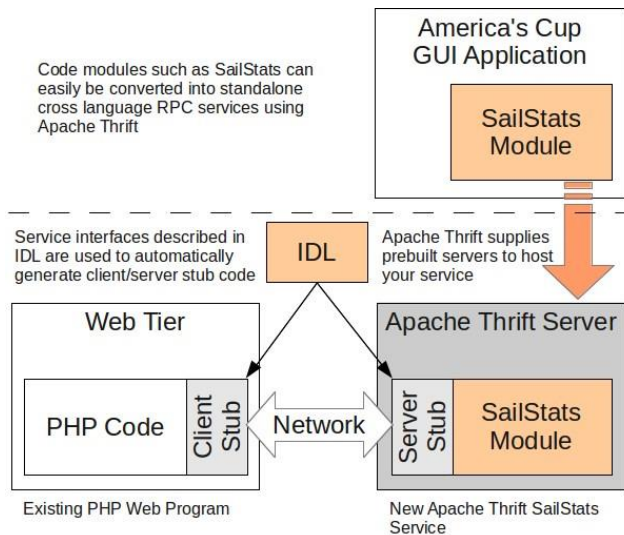 America's Cup
GUI Application
Code modules such as SailStats can
easily be converted into standalone
cross language RPC services using
Apache Thrift
SailStats
Module
Service interfaces described in
IDL are used to automatically
generate client/server stub code
IDL
Apache Thrift supplies
prebuilt servers to host
your service
Web Tier
Apache Thrift Server
PHP Code
Client
Stub
Network
Server
Stub
SailStats
Module
Existing PHP Web Program
New Apache Thrift SailStats
Service